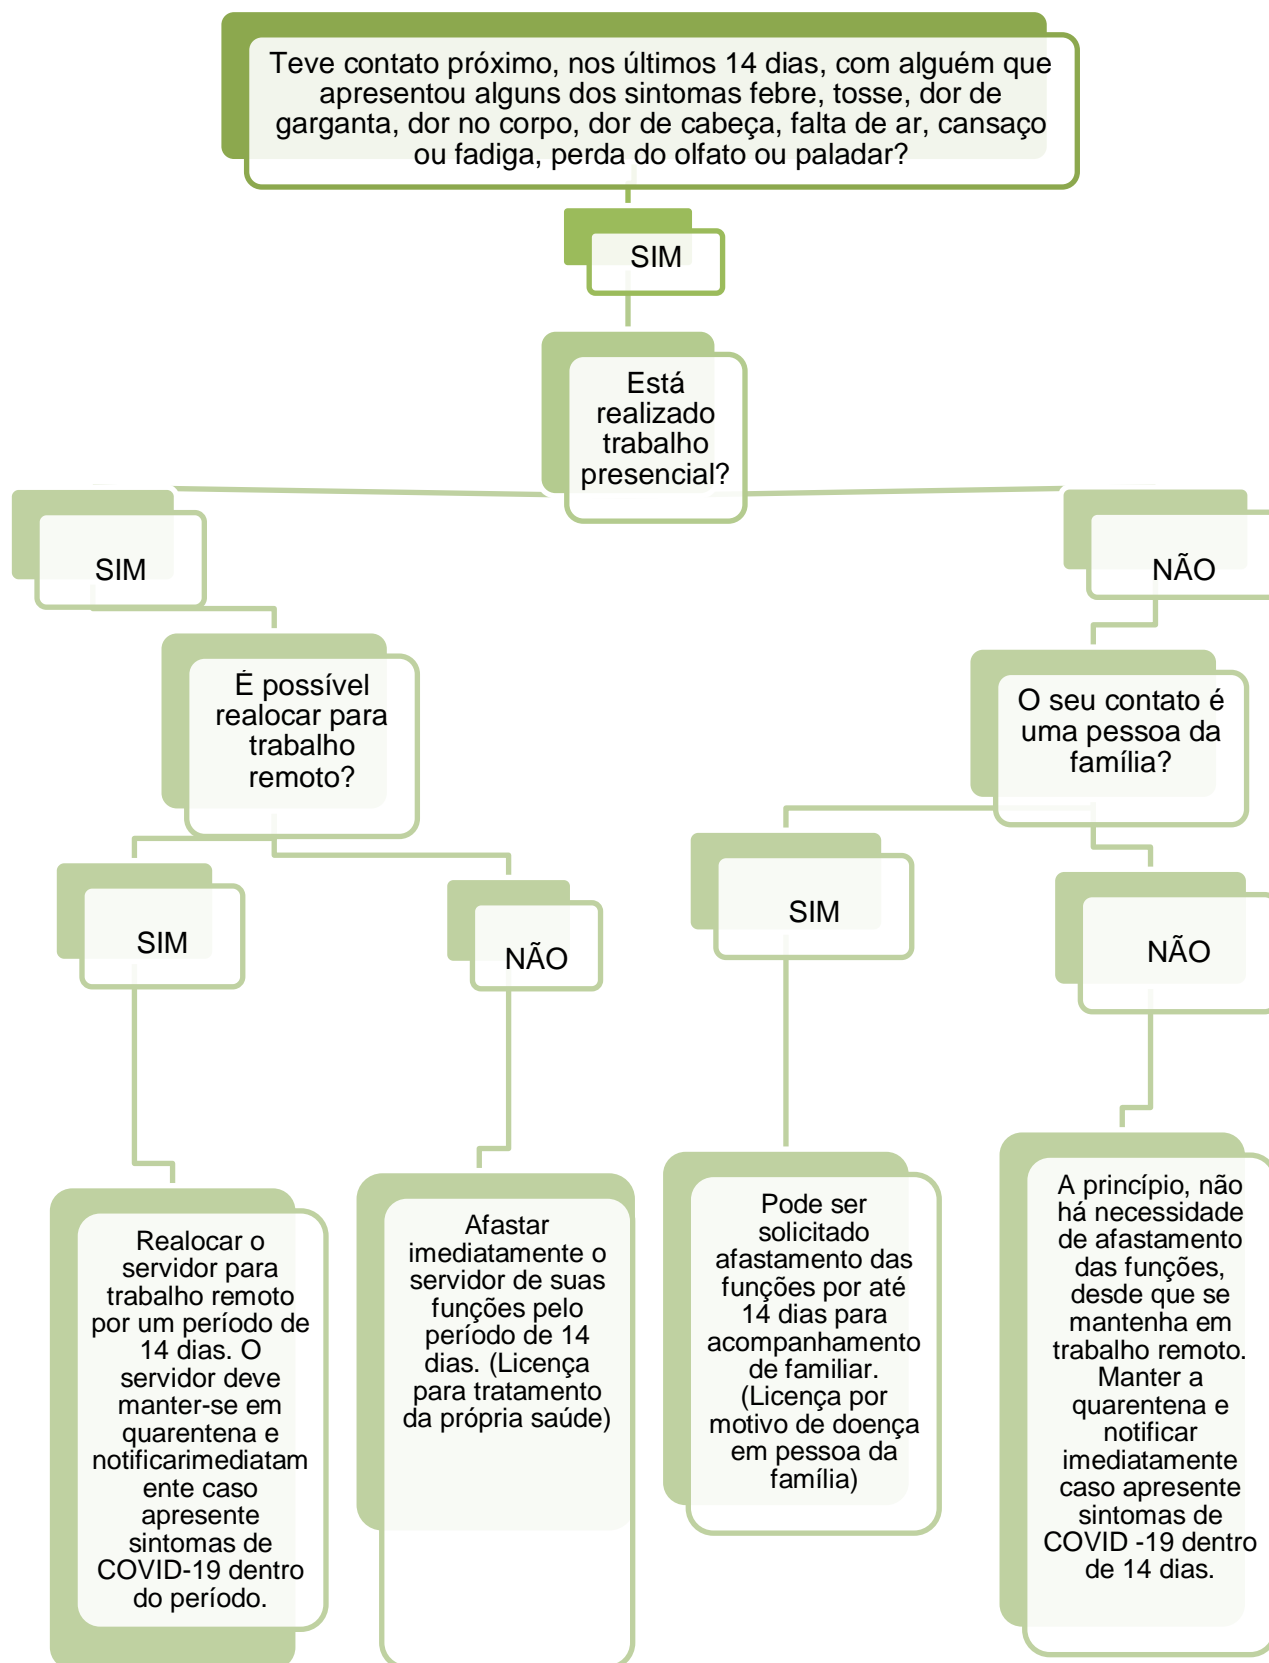 Teve contato próximo, nos últimos 14 dias, com alguém que
apresentou alguns dos sintomas febre, tosse, dor de
garganta, dor no corpo, dor de cabeça, falta de ar, cansaço
ou fadiga, perda do olfato ou paladar?
SIM
Está
realizado
trabalho
presencial?
SIM
NÃO
É possível
realocar para
trabalho
remoto?
O seu contato é
uma pessoa da
família?
SIM
NÃO
SIM
NÃO
Realocar o
servidor para
trabalho remoto
por um período de
14 dias. O
servidor deve
manter-se em
quarentena e
notificarimediatam
ente caso
apresente
sintomas de
COVID-19 dentro
do período.
Afastar
imediatamente o
servidor de suas
funções pelo
período de 14
dias. (Licença
para tratamento
da própria saúde)
Pode ser
solicitado
afastamento das
funções por até
14 dias para
acompanhamento
de familiar.
(Licença por
motivo de doença
em pessoa da
família)
A princípio, não
há necessidade
de afastamento
das funções,
desde que se
mantenha em
trabalho remoto.
Manter a
quarentena e
notificar
imediatamente
caso apresente
sintomas de
COVID -19 dentro
de 14 dias.